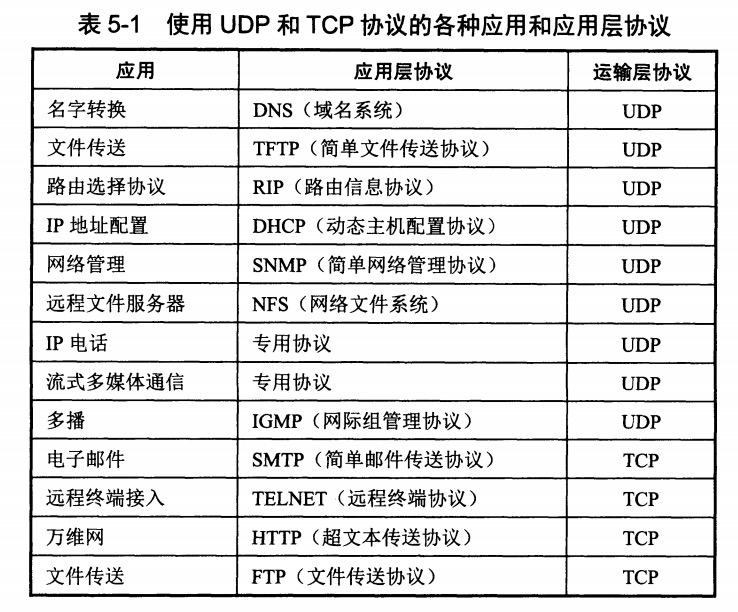 表 5-1 使用 UDP 和 TCP 协议的各种应用和应用层协议
应用 应用层协议 运输层协议
名字转换 DNS（域名系统） UDP
文件传送 TFTP（简单文件传送协议） UDP
路由选择协议 RIP（路由信息协议） UDP
IP 地址配置 DHCP（动态主机配置协议） UDP
网络管理 SNMP（简单网络管理协议） UDP
远程文件服务器 NFS（网络文件系统） UDP
IP 电话 专用协议 UDP
流式多媒体通信 专用协议 UDP
多播 IGMP（网际组管理协议） UDP
电子邮件 SMTP（简单邮件传送协议） TCP
远程终端接入 TELNET（远程终端协议） TCP
万维网 HTTP（超文本传送协议） TCP
文件传送 FTP（文件传送协议） TCP